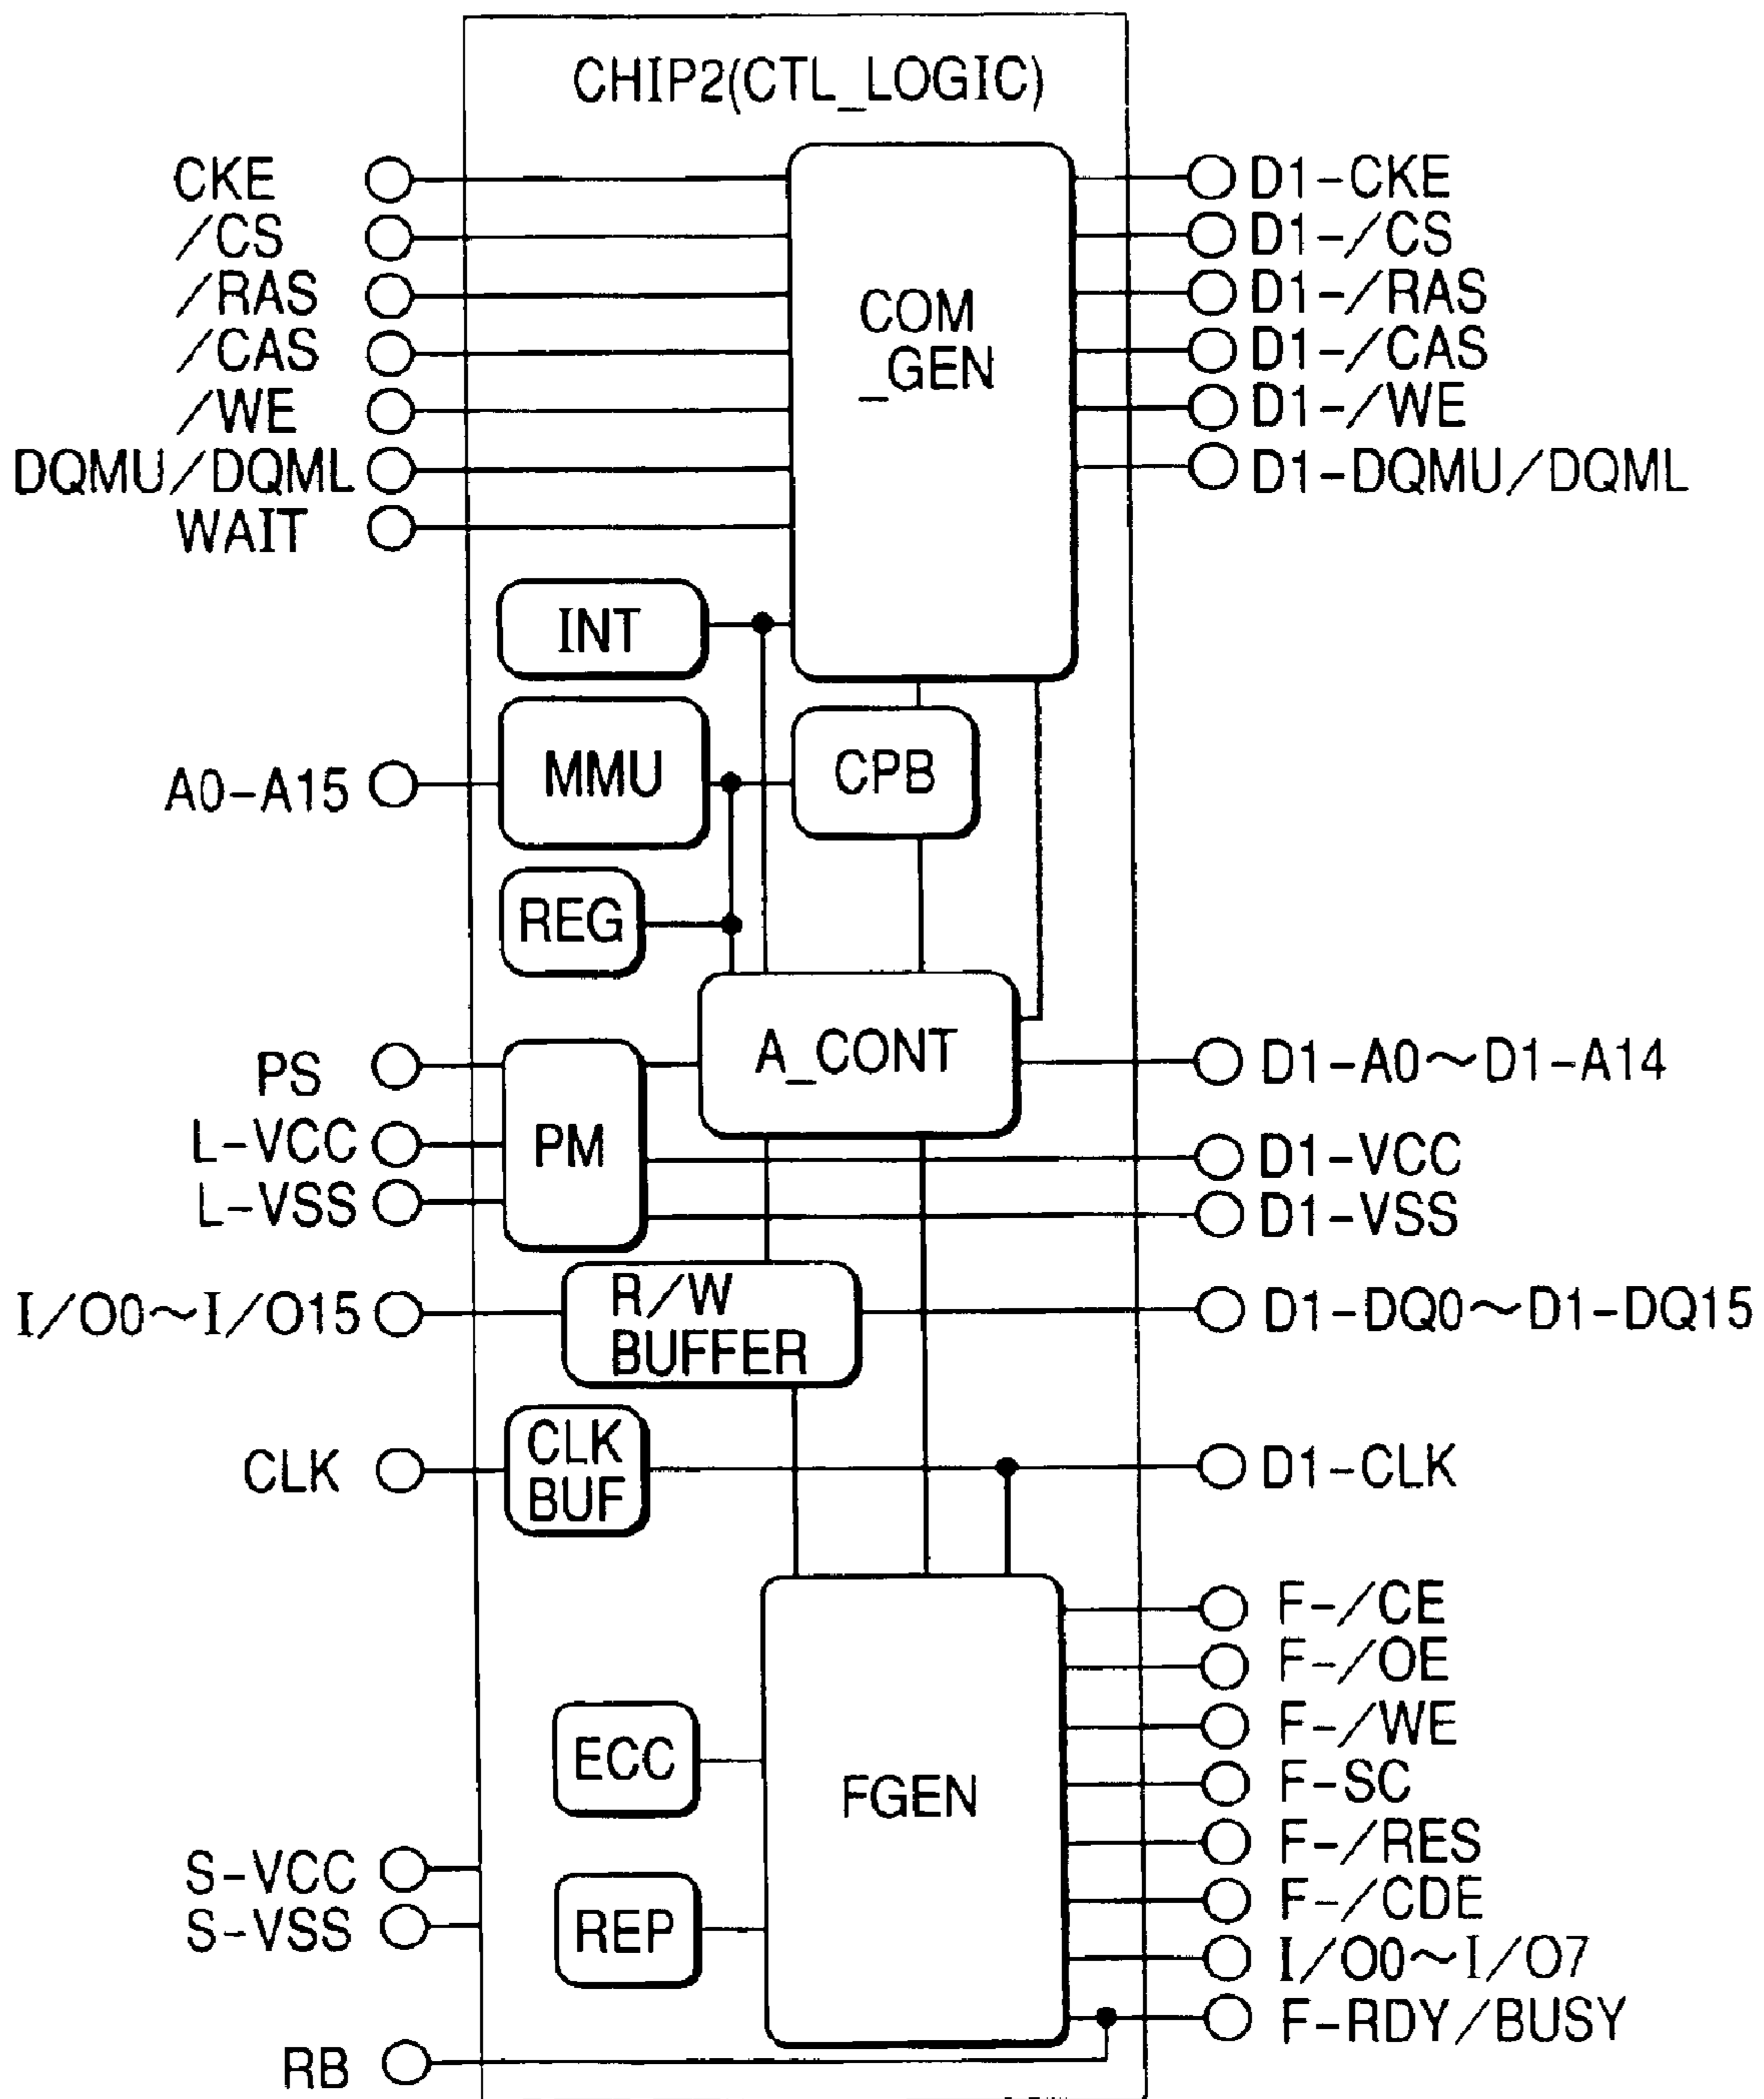 CHIP2(CTL_LOGIC)
CKE
/CS
/RAS
/CAS
/WE
DQMU/DQML
WAIT
COM
_GEN
D1-CKE
D1-/CS
D1-/RAS
D1-/CAS
D1-/WE
D1-DQMU/DQML
INT
A0-A15
MMU
CPB
REG
PS
L-VCC
L-VSS
PM
A_CONT
D1-A0~D1-A14
D1-VCC
D1-VSS
I/O0~I/O15
R/W
BUFFER
D1-DQ0~D1-DQ15
CLK
CLK
BUF
D1-CLK
ECC
REP
FGEN
F-/CE
F-/OE
F-/WE
F-SC
F-/RES
F-/CDE
I/O0~I/O7
F-RDY/BUSY
S-VCC
S-VSS
RB